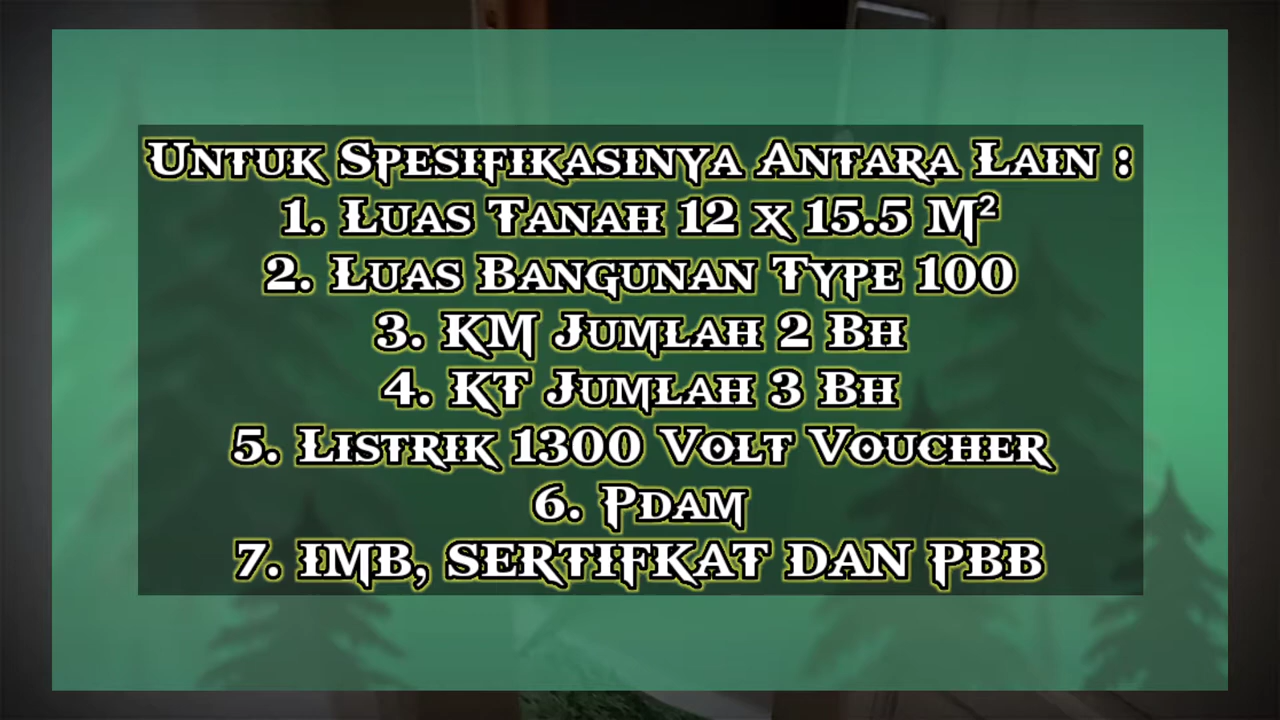 Untuk Spesifikasinya Antara Lain :
1. Luas Tanah 12 x 15.5 M²
2. Luas Bangunan Type 100
3. KM Jumlah 2 Bh
4. KT Jumlah 3 Bh
5. Listrik 1300 Volt Voucher
6. Pdam
7. IMB, SERTIFKAT DAN PBB